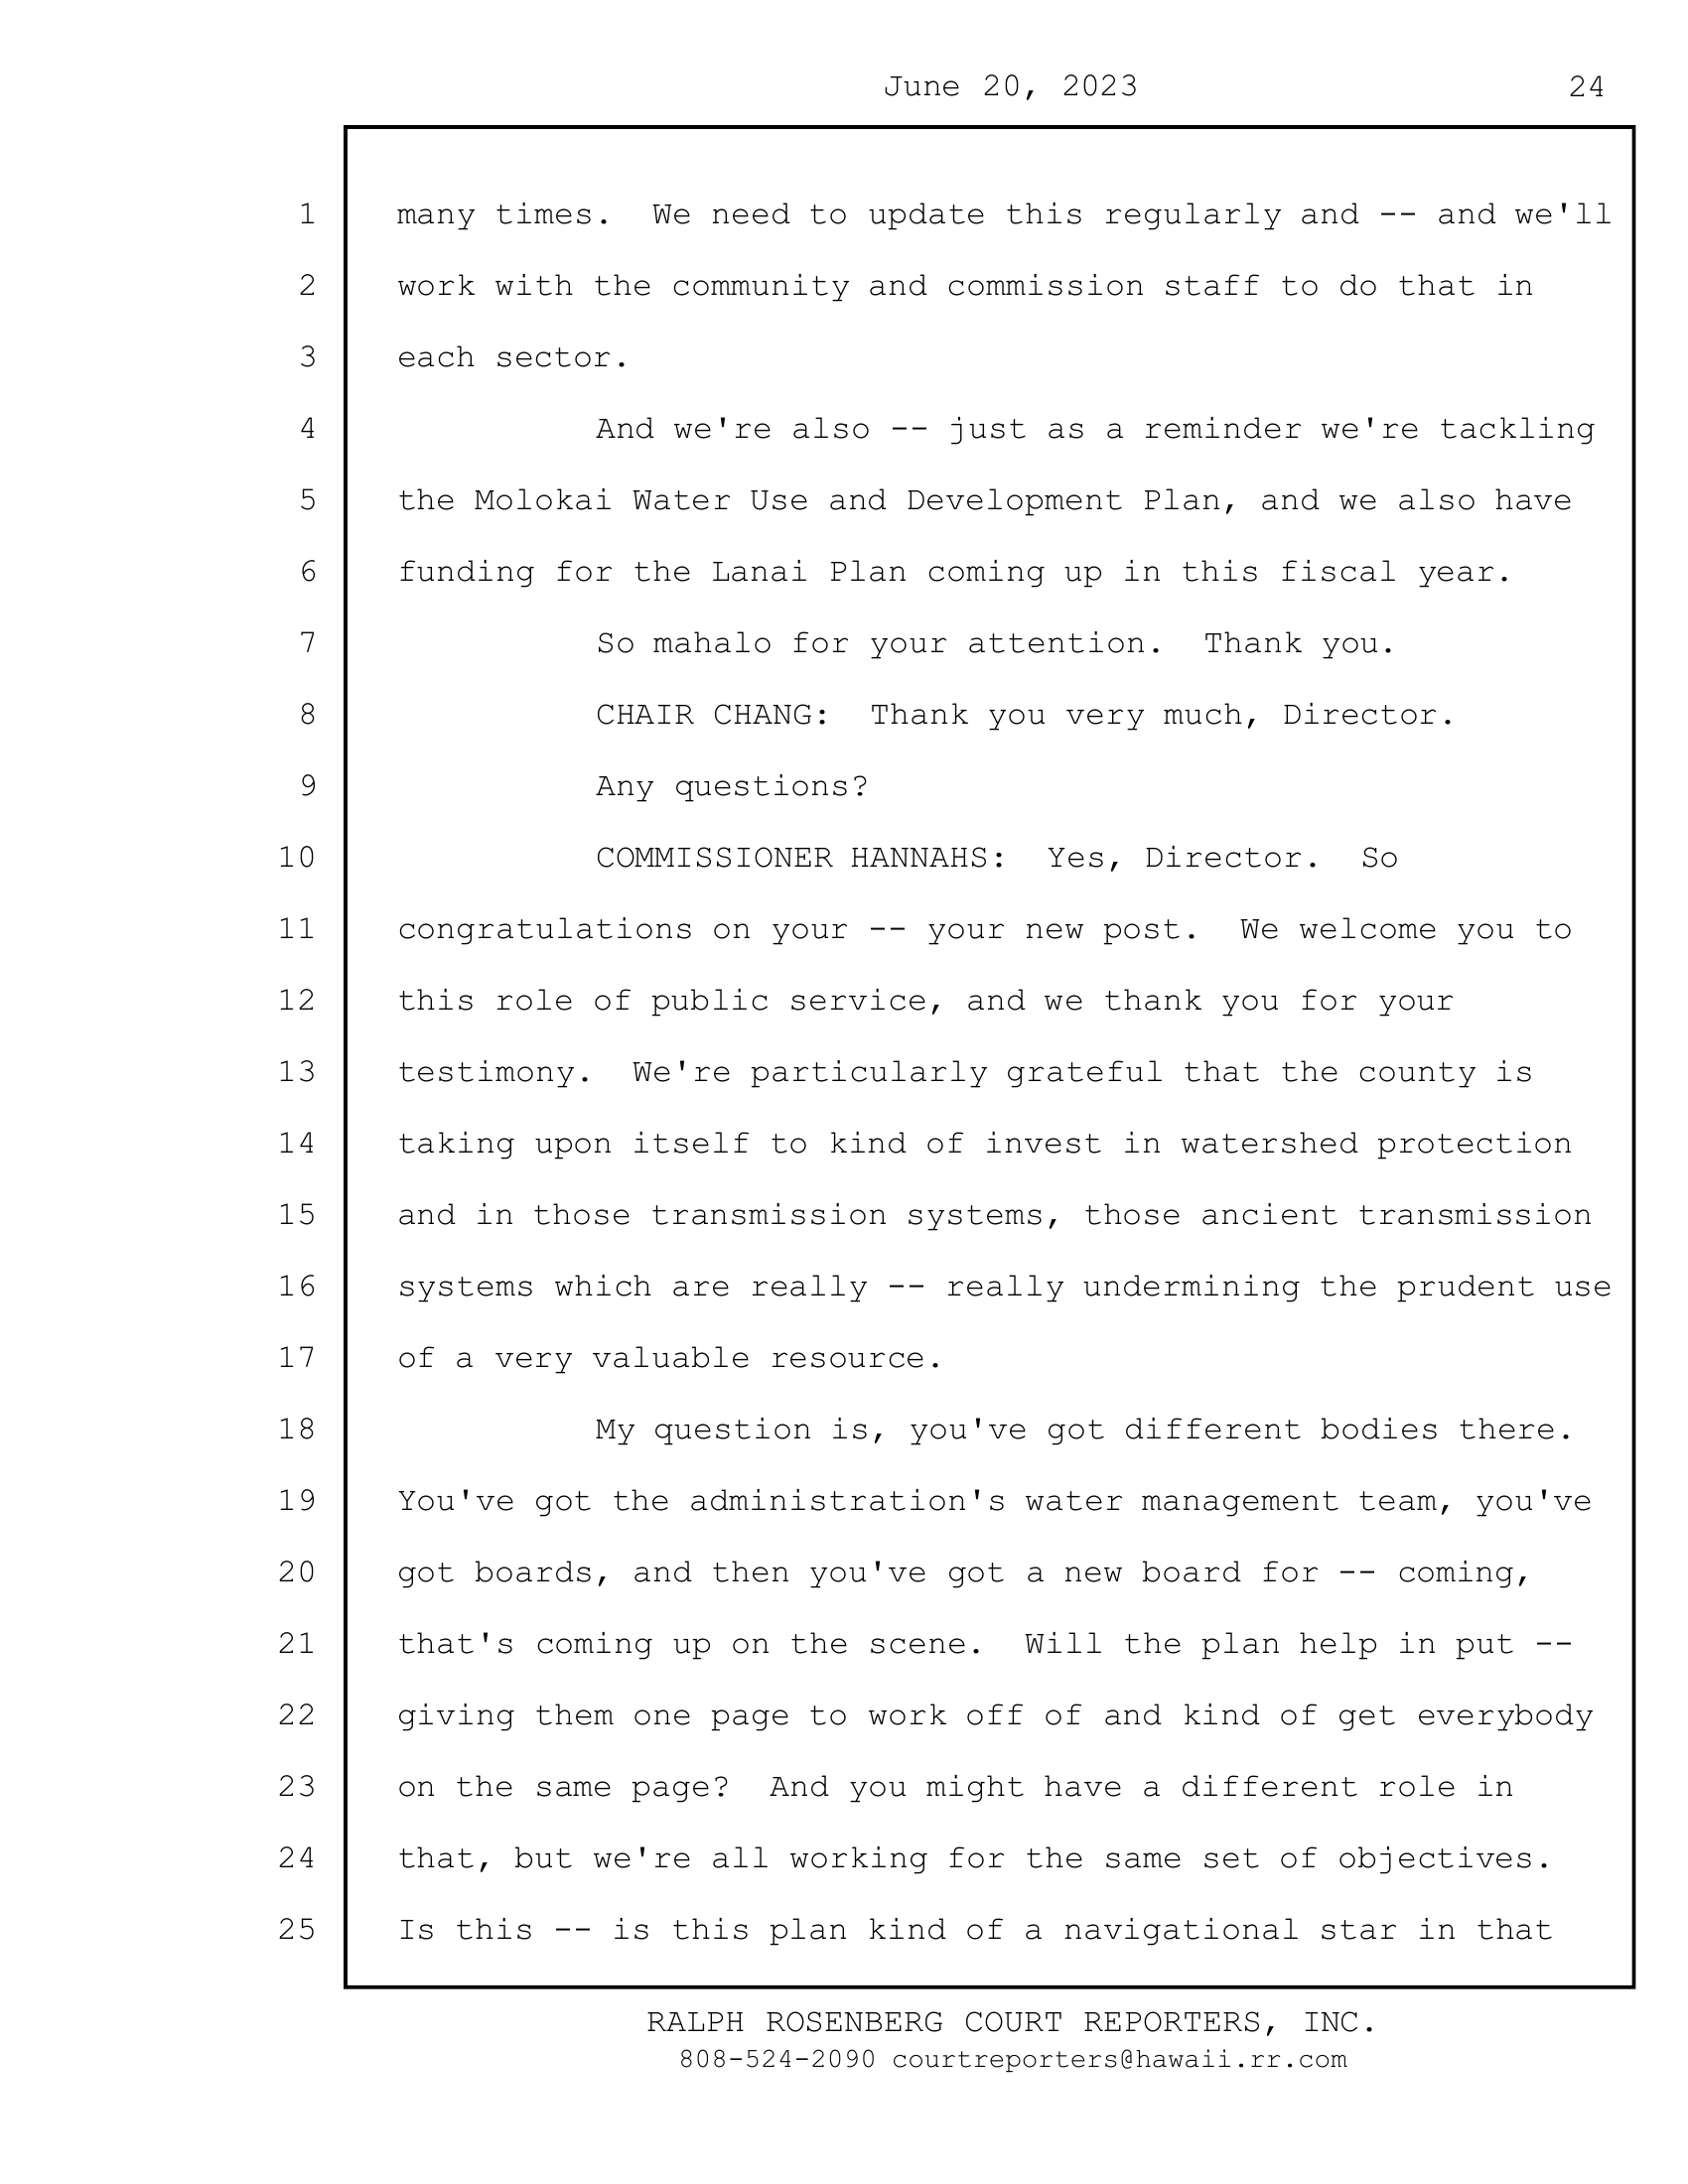 June 20, 2023 24
1 many times.  We need to update this regularly and -- and we'll
2 work with the community and commission staff to do that in
3 each sector.
4 And we're also -- just as a reminder we're tackling
5 the Molokai Water Use and Development Plan, and we also have
6 funding for the Lanai Plan coming up in this fiscal year.
7 So mahalo for your attention.  Thank you.
8 CHAIR CHANG:  Thank you very much, Director.
9 Any questions?
10 COMMISSIONER HANNAHS:  Yes, Director.  So
11 congratulations on your -- your new post.  We welcome you to
12 this role of public service, and we thank you for your
13 testimony.  We're particularly grateful that the county is
14 taking upon itself to kind of invest in watershed protection
15 and in those transmission systems, those ancient transmission
16 systems which are really -- really undermining the prudent use
17 of a very valuable resource.
18 My question is, you've got different bodies there.
19 You've got the administration's water management team, you've
20 got boards, and then you've got a new board for -- coming,
21 that's coming up on the scene.  Will the plan help in put --
22 giving them one page to work off of and kind of get everybody
23 on the same page?  And you might have a different role in
24 that, but we're all working for the same set of objectives.
25 Is this -- is this plan kind of a navigational star in that
RALPH ROSENBERG COURT REPORTERS, INC.
808-524-2090 courtreporters@hawaii.rr.com